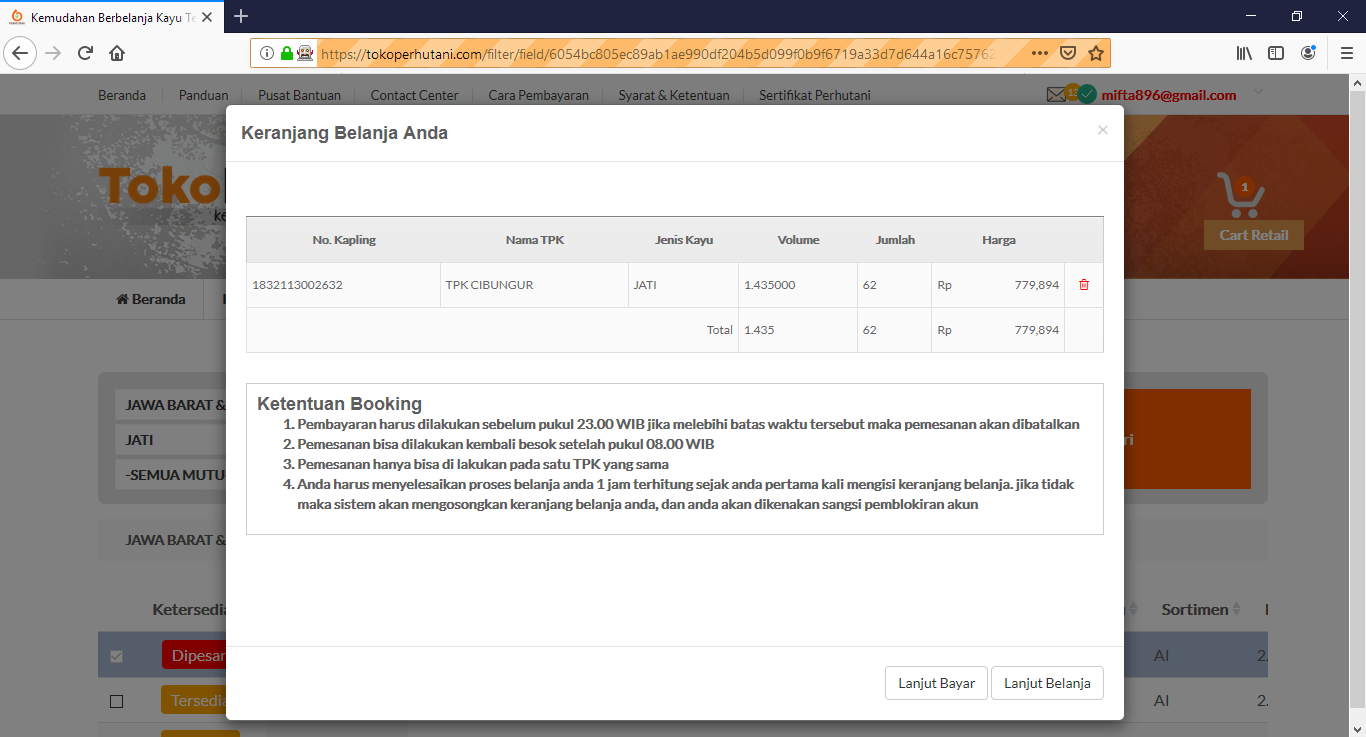 Kemudahan Berbelanja Kayu Te
https://tokoperhutani.com/filter/field/6054bc805ec89ab1ae990df204b5d099f0b9f6719a33d7d644a16c75762
Beranda Panduan Pusat Bantuan Contact Center Cara Pembayaran Syarat & Ketentuan Sertifikat Perhutani mifta896@gmail.com
Keranjang Belanja Anda ×
Toko
ke
1
Cart Retail
No. Kapling Nama TPK Jenis Kayu Volume Jumlah Harga
1832113002632 TPK CIBUNGUR JATI 1.435000 62 Rp 779,894
Total 1.435 62 Rp 779,894
Beranda
JAWA BARAT &
JATI
-SEMUA MUTU-
ri
Ketentuan Booking
1. Pembayaran harus dilakukan sebelum pukul 23.00 WIB jika melebihi batas waktu tersebut maka pemesanan akan dibatalkan
2. Pemesanan bisa dilakukan kembali besok setelah pukul 08.00 WIB
3. Pemesanan hanya bisa di lakukan pada satu TPK yang sama
4. Anda harus menyelesaikan proses belanja anda 1 jam terhitung sejak anda pertama kali mengisi keranjang belanja. jika tidak
maka sistem akan mengosongkan keranjang belanja anda, dan anda akan dikenakan sangsi pemblokiran akun
JAWA BARAT &
Ketersedia Sortimen
Dipesan AI 2.
Tersedia AI 2.
Lanjut Bayar Lanjut Belanja